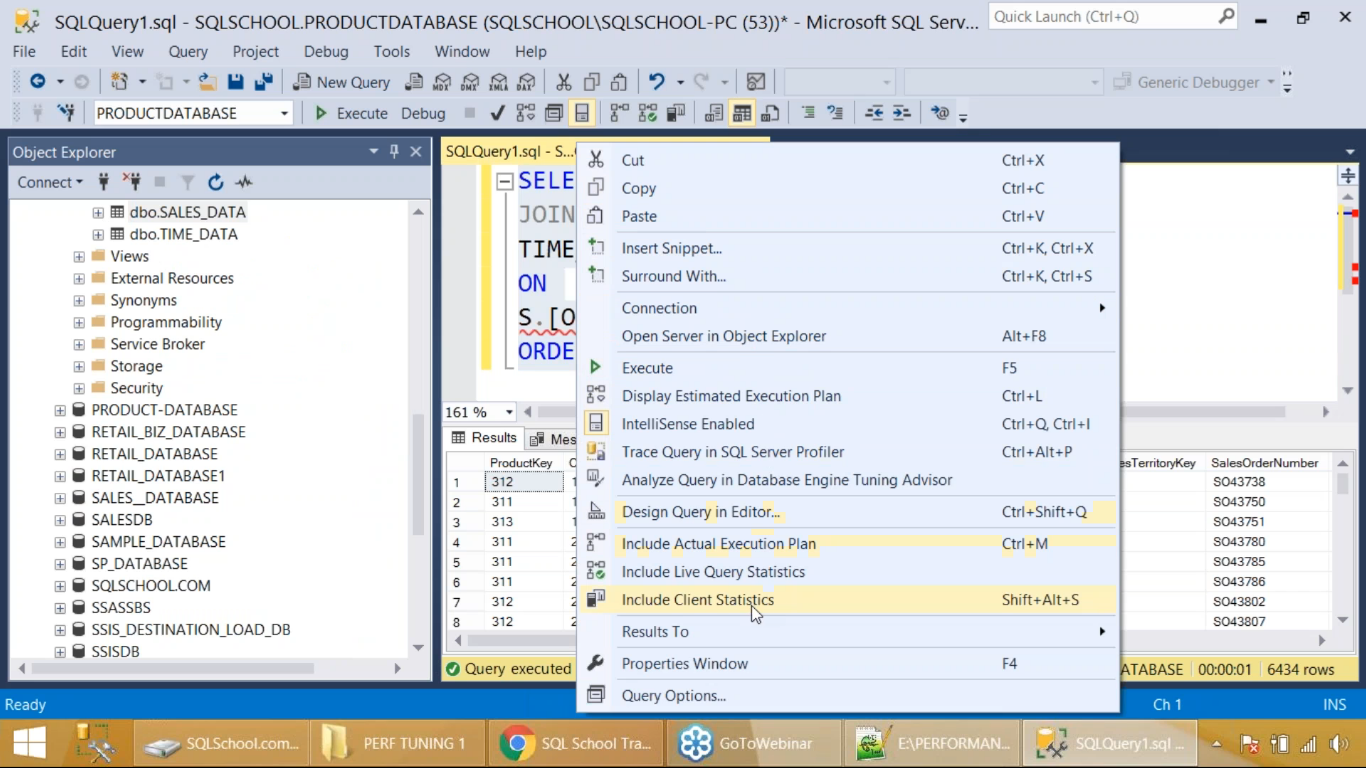 SQLQuery1.sql - SQLSCHOOL.PRODUCTDATABASE (SQLSCHOOL\SQLSCHOOL-PC (53))* - Microsoft SQL Serv...
Quick Launch (Ctrl+Q)
File Edit View Query Project Debug Tools Window Help
New Query
MDX DMX XMLA DAX
Generic Debugger
PRODUCTDATABASE
Execute Debug
Object Explorer
Connect
dbo.SALES_DATA
dbo.TIME_DATA
Views
External Resources
Synonyms
Programmability
Service Broker
Storage
Security
PRODUCT-DATABASE
RETAIL_BIZ_DATABASE
RETAIL_DATABASE
RETAIL_DATABASE1
SALES__DATABASE
SALESDB
SAMPLE_DATABASE
SP_DATABASE
SQLSCHOOL.COM
SSASSBS
SSIS_DESTINATION_LOAD_DB
SSISDB
SQLQuery1.sql - S...
SELE
JOIN
TIME
ON
S.[O
ORDE
161 %
Results Mes
ProductKey
1 312
2 311
3 313
4 311
5 311
6 311
7 312
8 312
Cut Ctrl+X
Copy Ctrl+C
Paste Ctrl+V
Insert Snippet... Ctrl+K, Ctrl+X
Surround With... Ctrl+K, Ctrl+S
Connection
Open Server in Object Explorer Alt+F8
Execute F5
Display Estimated Execution Plan Ctrl+L
IntelliSense Enabled Ctrl+Q, Ctrl+I
Trace Query in SQL Server Profiler Ctrl+Alt+P
Analyze Query in Database Engine Tuning Advisor
Design Query in Editor... Ctrl+Shift+Q
Include Actual Execution Plan Ctrl+M
Include Live Query Statistics
Include Client Statistics Shift+Alt+S
Results To
Properties Window F4
Query Options...
esTerritoryKey SalesOrderNumber
SO43738
SO43750
SO43751
SO43780
SO43785
SO43786
SO43802
SO43807
Query executed
ATABASE 00:00:01 6434 rows
Ready
Ch 1
INS
SQLSchool.com...
PERF TUNING 1
SQL School Tra...
GoToWebinar
E:\PERFORMAN...
SQLQuery1.sql ...